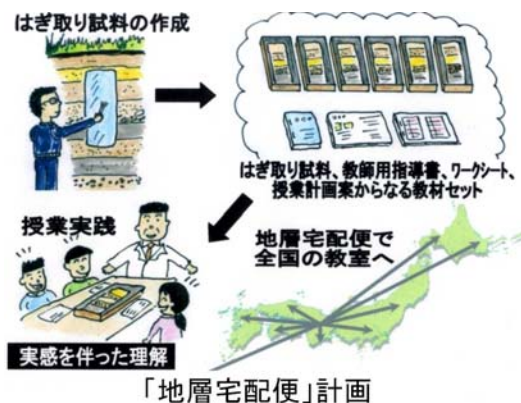 はぎ取り試料の作成
はぎ取り試料、教師用指導書、ワークシート、
授業計画案からなる教材セット
授業実践
地層宅配便で
全国の教室へ
実感を伴った理解
「地層宅配便」計画